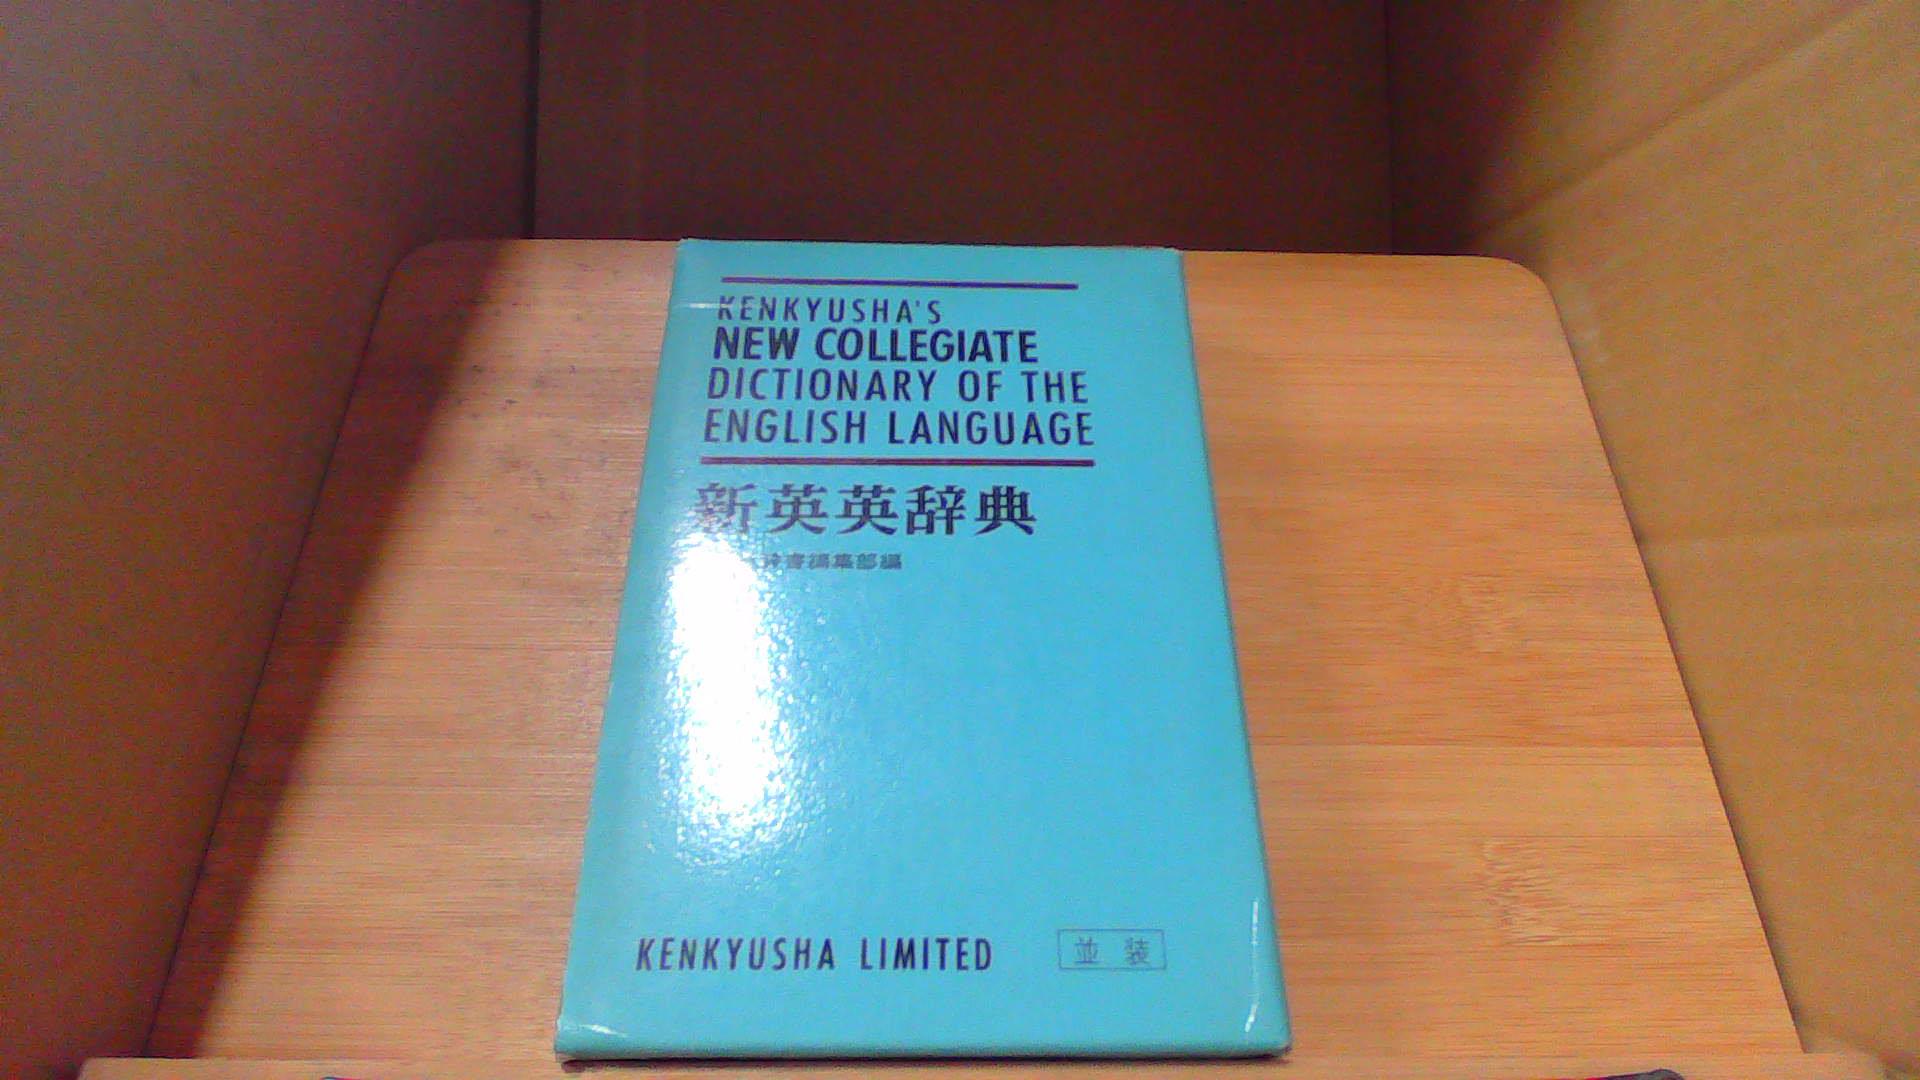 KENKYUSHA'S
NEW COLLEGIATE
DICTIONARY OF THE
ENGLISH LANGUAGE
新英英辞典
辞書編集部編
KENKYUSHA LIMITED
並装